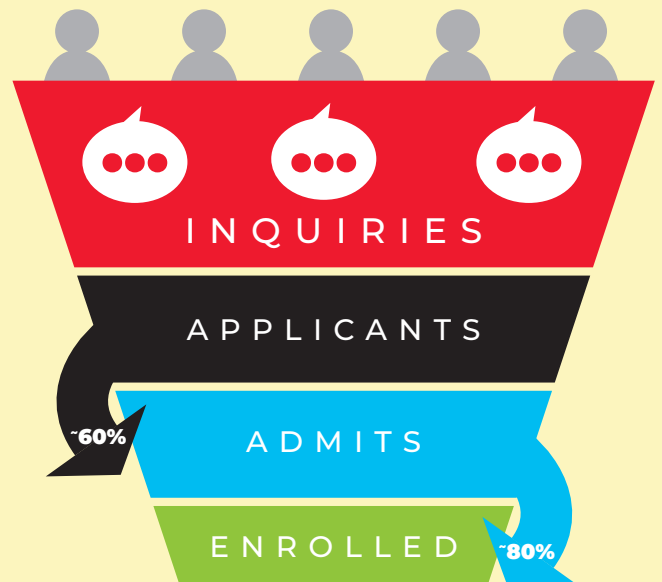 INQUIRIES
APPLICANTS
~60%
ADMITS
ENROLLED
~80%